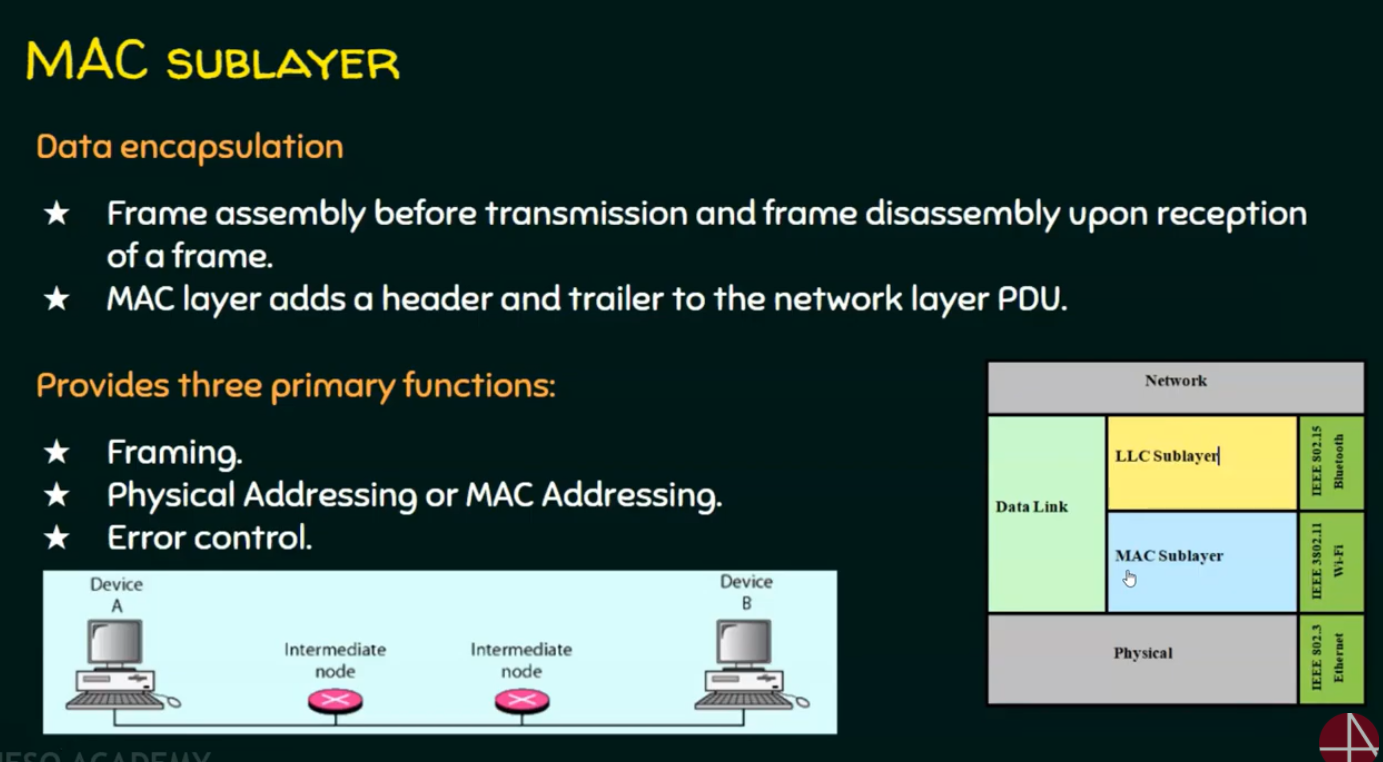 MAC SUBLAYER
Data encapsulation
★ Frame assembly before transmission and frame disassembly upon reception
of a frame.
★ MAC layer adds a header and trailer to the network layer PDU.
Provides three primary functions:
★ Framing.
★ Physical Addressing or MAC Addressing.
★ Error control.
Device
A
Intermediate
node
Intermediate
node
Device
B
Network
Data Link
LLC Sublayer
MAC Sublayer
Physical
IEEE 802.15
Bluetooth
IEEE 3802.11
Wi-Fi
IEEE 802.3
Ethernet
NESO ACADEMY